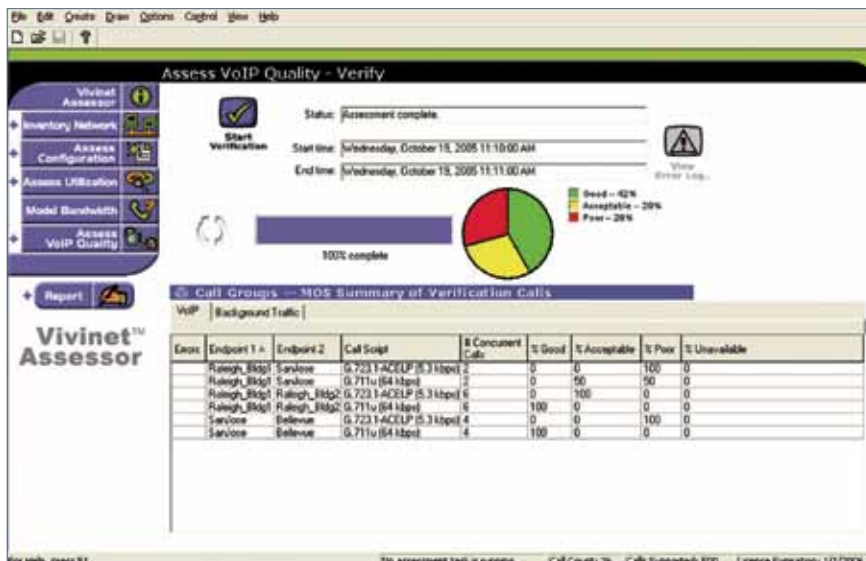 File Edit Create Draw Options Control View Help
Assess VoIP Quality - Verify
Vivinet Assessor
Inventory Network
Assess Configuration
Assess Utilization
Model Bandwidth
Assess VoIP Quality
Report
Vivinet™ Assessor
Start Verification
Status: Assessment complete.
Start time: Wednesday, October 19, 2005 11:10:00 AM
End time: Wednesday, October 19, 2005 11:11:00 AM
View Error Log...
100% complete
Good -- 42%
Acceptable -- 29%
Poor -- 28%
Call Groups -- MOS Summary of Verification Calls
VoIP Background Traffic
Errors Endpoint 1 Endpoint 2 Call Script # Concurrent Calls % Good % Acceptable % Poor % Unavailable
Raleigh_Bldg1 SanJose G.723.1-ACELP (5.3 kbps) 2 0 0 100 0
Raleigh_Bldg1 SanJose G.711u (64 kbps) 2 0 50 50 0
Raleigh_Bldg1 Raleigh_Bldg2 G.723.1-ACELP (5.3 kbps) 6 0 100 0 0
Raleigh_Bldg1 Raleigh_Bldg2 G.711u (64 kbps) 6 100 0 0 0
SanJose Bellevue G.723.1-ACELP (5.3 kbps) 4 0 0 100 0
SanJose Bellevue G.711u (64 kbps) 4 100 0 0 0